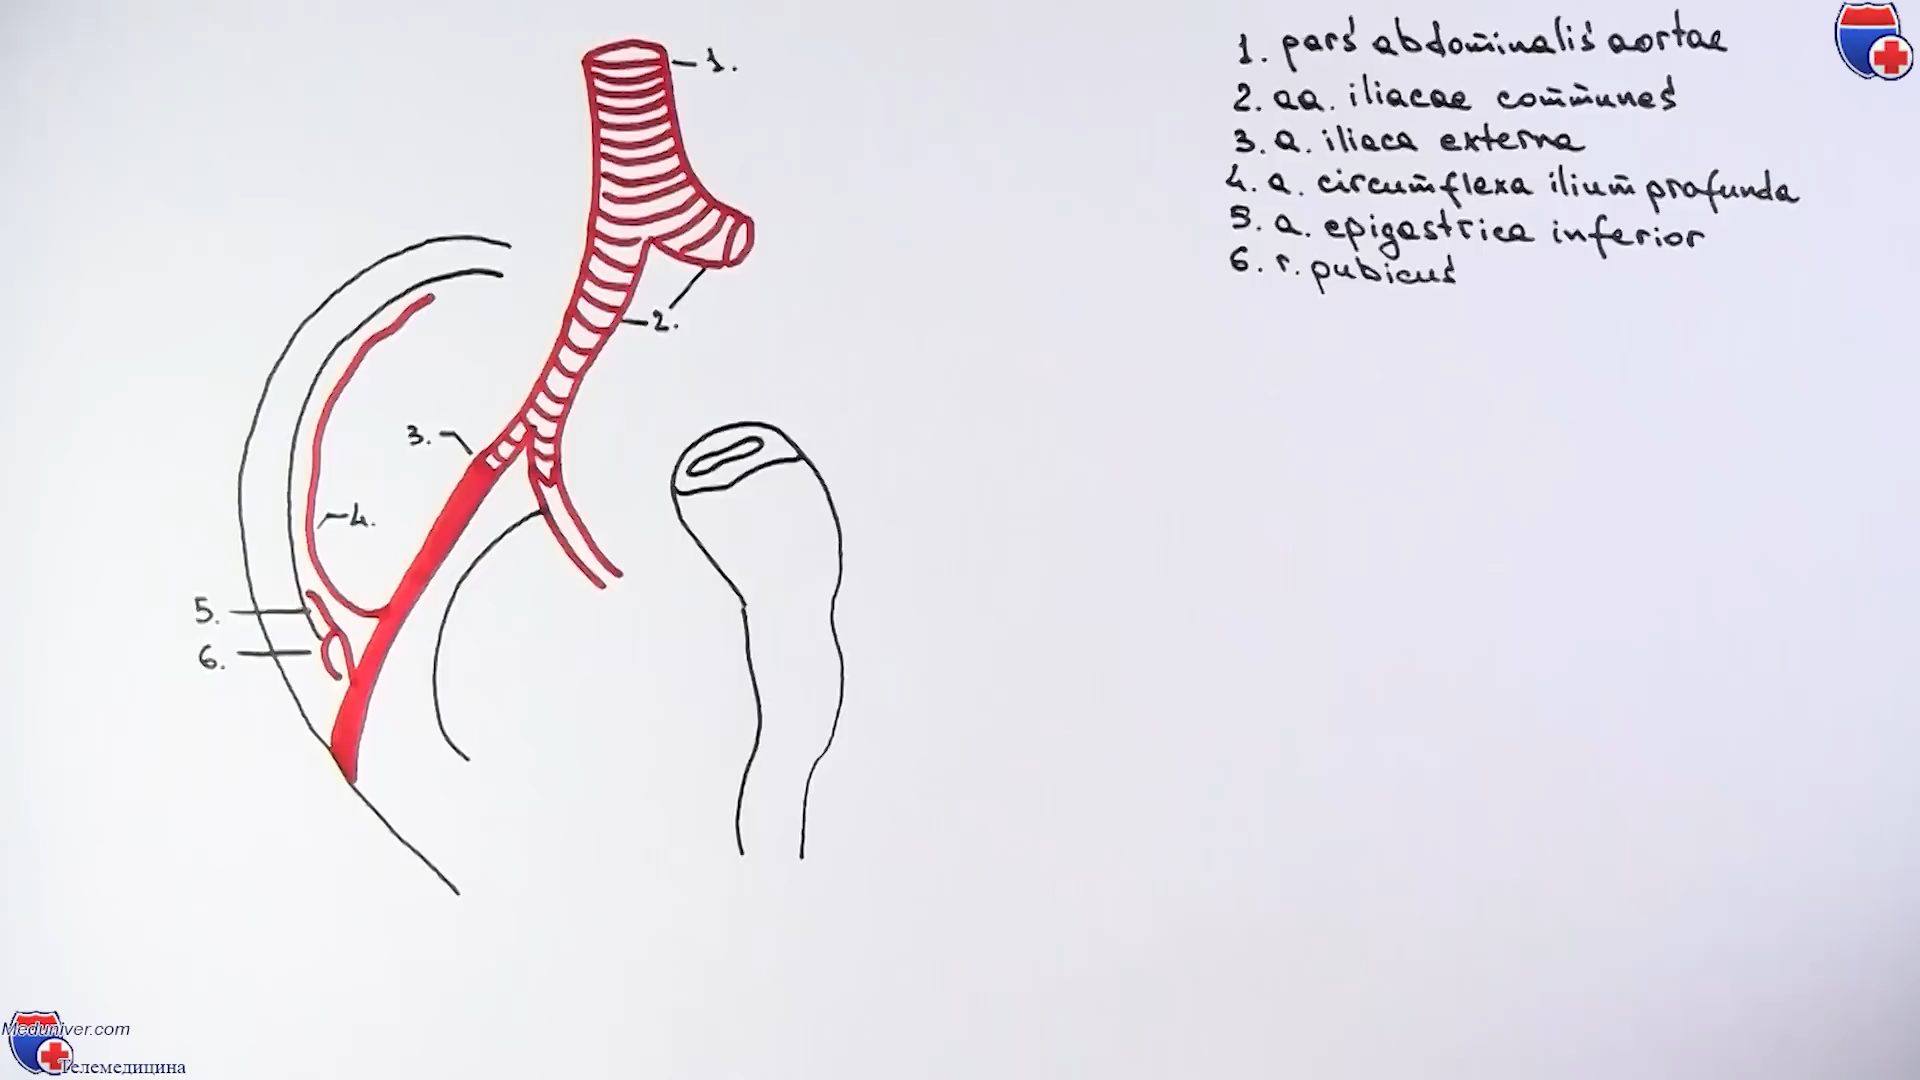 1. pars abdominalis aortae
2. aa. iliacae communes
3. a. iliaca externa
4. a. circumflexa ilium profunda
5. a. epigastrica inferior
6. r. pubicus
1.
2.
3.
4.
5.
6.
Meduniver.com
Телемедицина